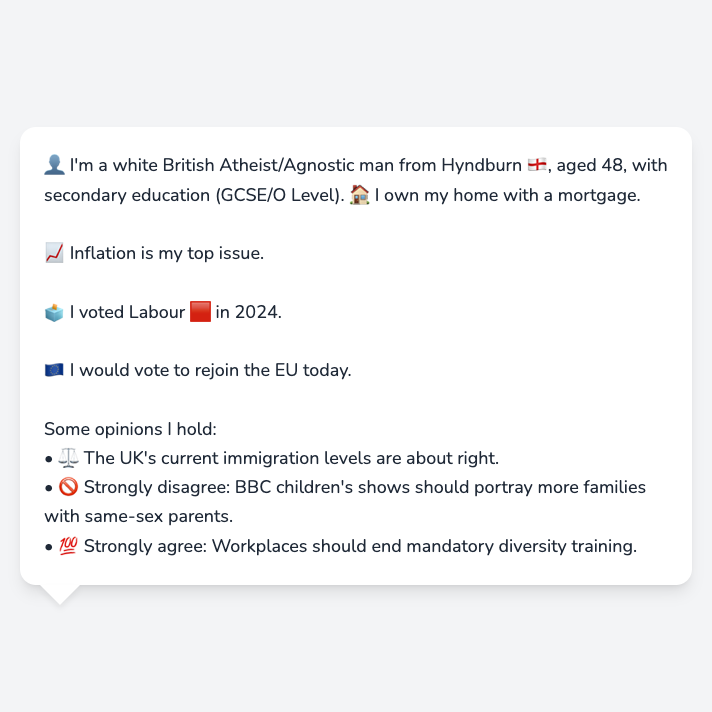 👤 I'm a white British Atheist/Agnostic man from Hyndburn 🏴󠁧󠁢󠁥󠁮󠁧󠁿, aged 48, with
secondary education (GCSE/O Level). 🏠 I own my home with a mortgage.
📈 Inflation is my top issue.
🗳️ I voted Labour 🟥 in 2024.
🇪🇺 I would vote to rejoin the EU today.
Some opinions I hold:
• ⚖️ The UK's current immigration levels are about right.
• 🚫 Strongly disagree: BBC children's shows should portray more families
with same-sex parents.
• 💯 Strongly agree: Workplaces should end mandatory diversity training.